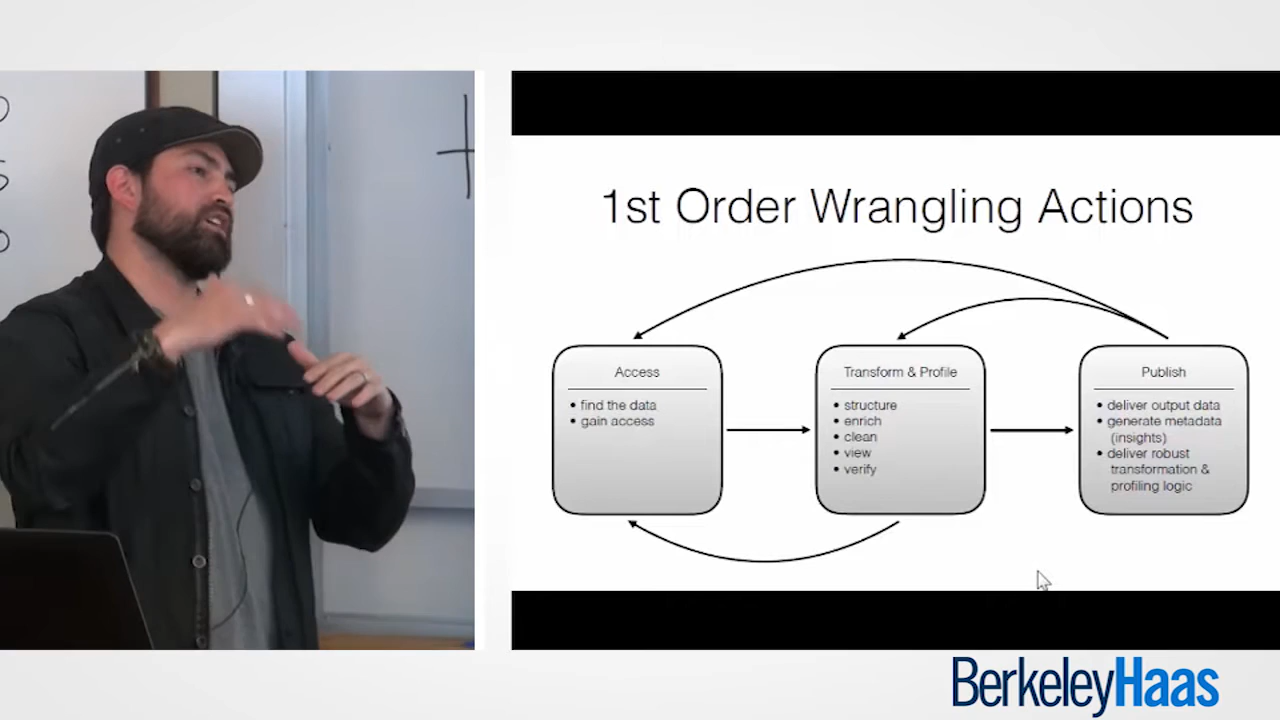 1st Order Wrangling Actions
Access
• find the data
• gain access
Transform & Profile
• structure
• enrich
• clean
• view
• verify
Publish
• deliver output data
• generate metadata
(insights)
• deliver robust
transformation &
profiling logic
BerkeleyHaas